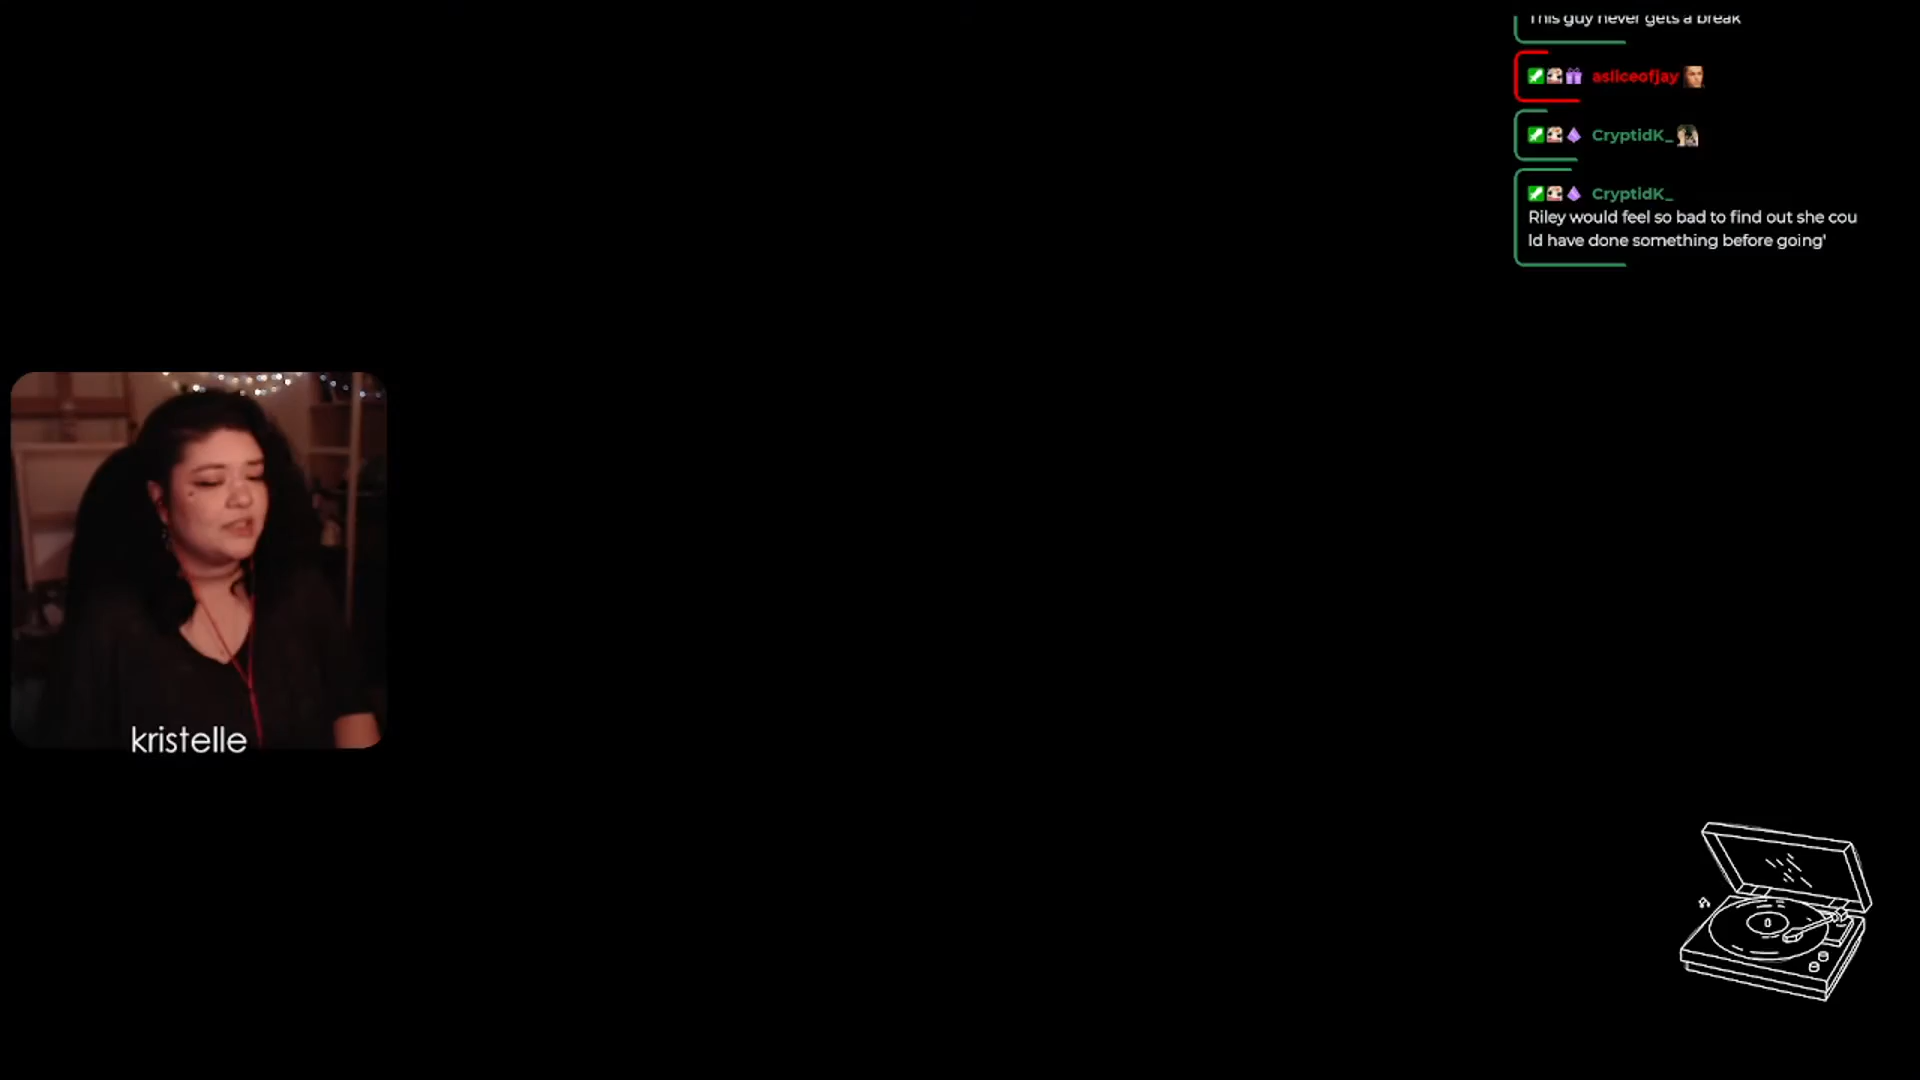 This guy never gets a break
asliceofjay
CryptidK_
CryptidK_
Riley would feel so bad to find out she cou
ld have done something before going'
kristelle